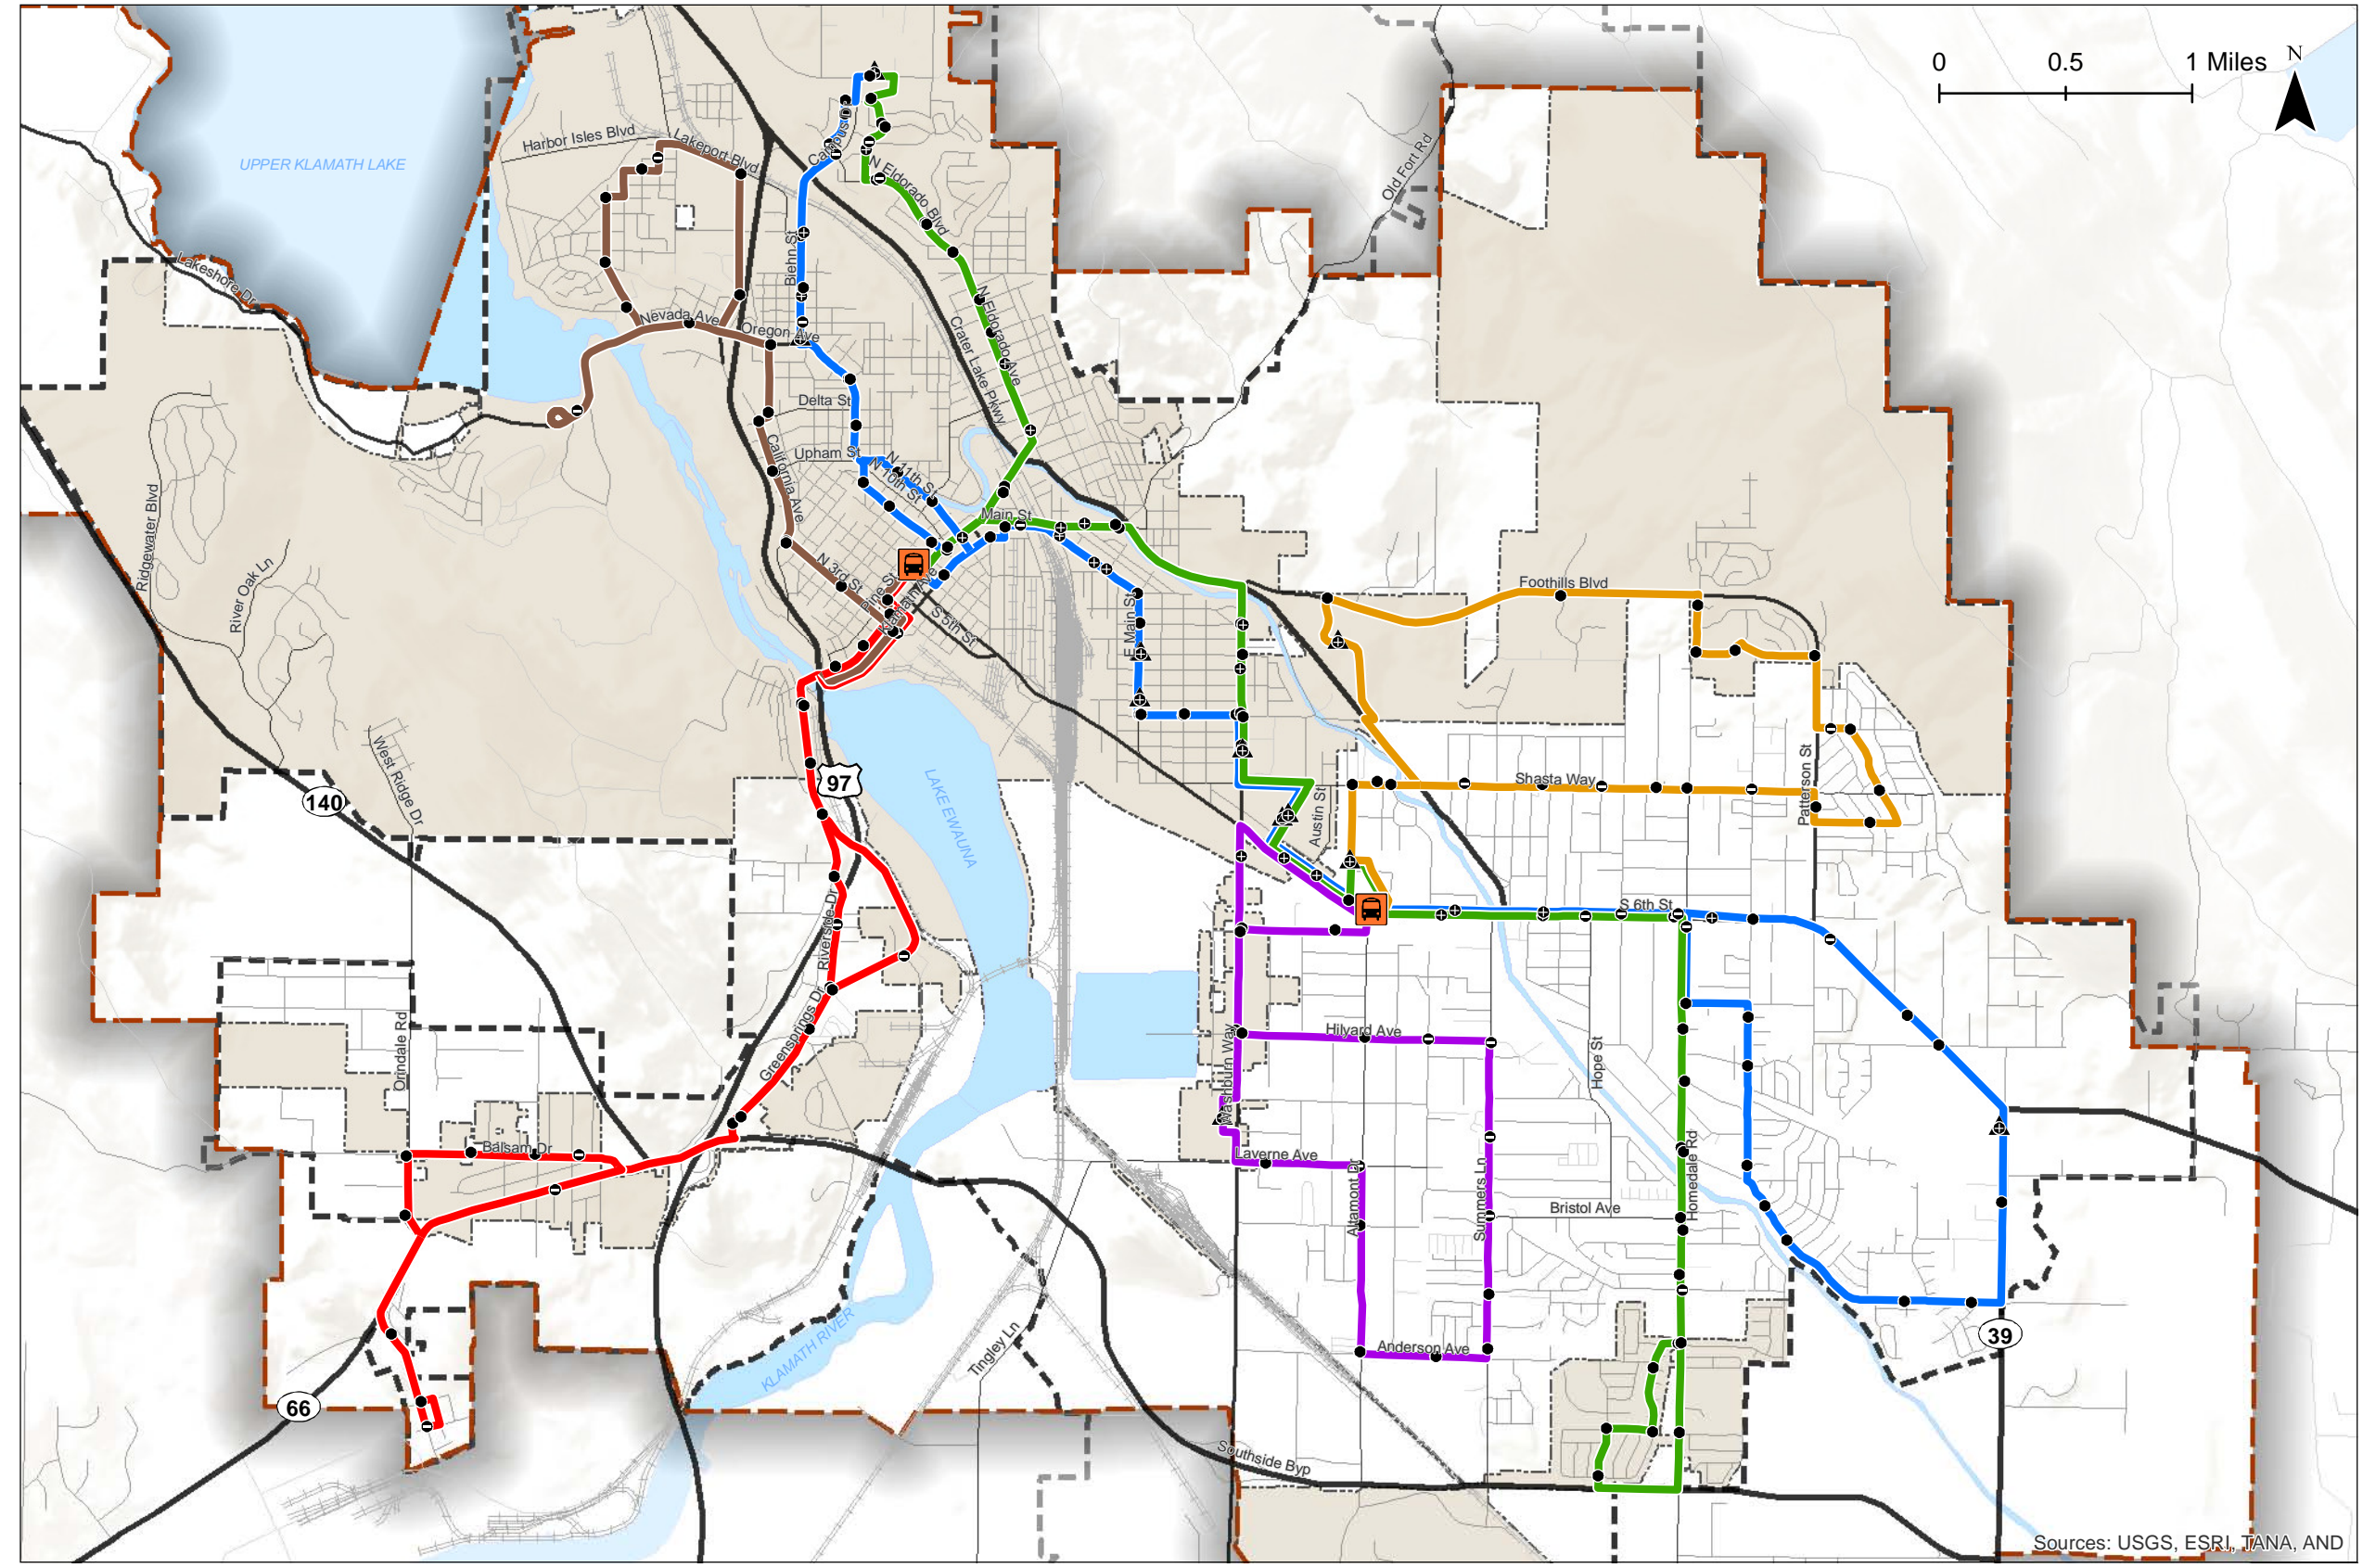 0 0.5 1 Miles N
UPPER KLAMATH LAKE
Harbor Isles Blvd
Lakeport Blvd
Campus Dr
N Eldorado Blvd
Old Fort Rd
Lakeshore Dr
Biehn St
Nevada Ave
Oregon Ave
N Eldorado Ave
Crater Lake Pkwy
Delta St
California Ave
Upham St
N 11th St
N 10th St
Main St
Ridgewater Blvd
River Oak Ln
N 3rd St
Pine St
Klamath Ave
S 5th St
E Main St
Foothills Blvd
West Ridge Dr
97
140
LAKE EWAUNA
Shasta Way
Patterson St
Austin St
Riverside Dr
S 6th St
Greensprings Dr
Orindale Rd
Washburn Way
Hilyard Ave
Hope St
Balsam Dr
Laverne Ave
Altamont Dr
Summers Ln
Homedale Rd
Bristol Ave
KLAMATH RIVER
Tingley Ln
Anderson Ave
39
66
Southside Byp
Sources: USGS, ESRI, TANA, AND